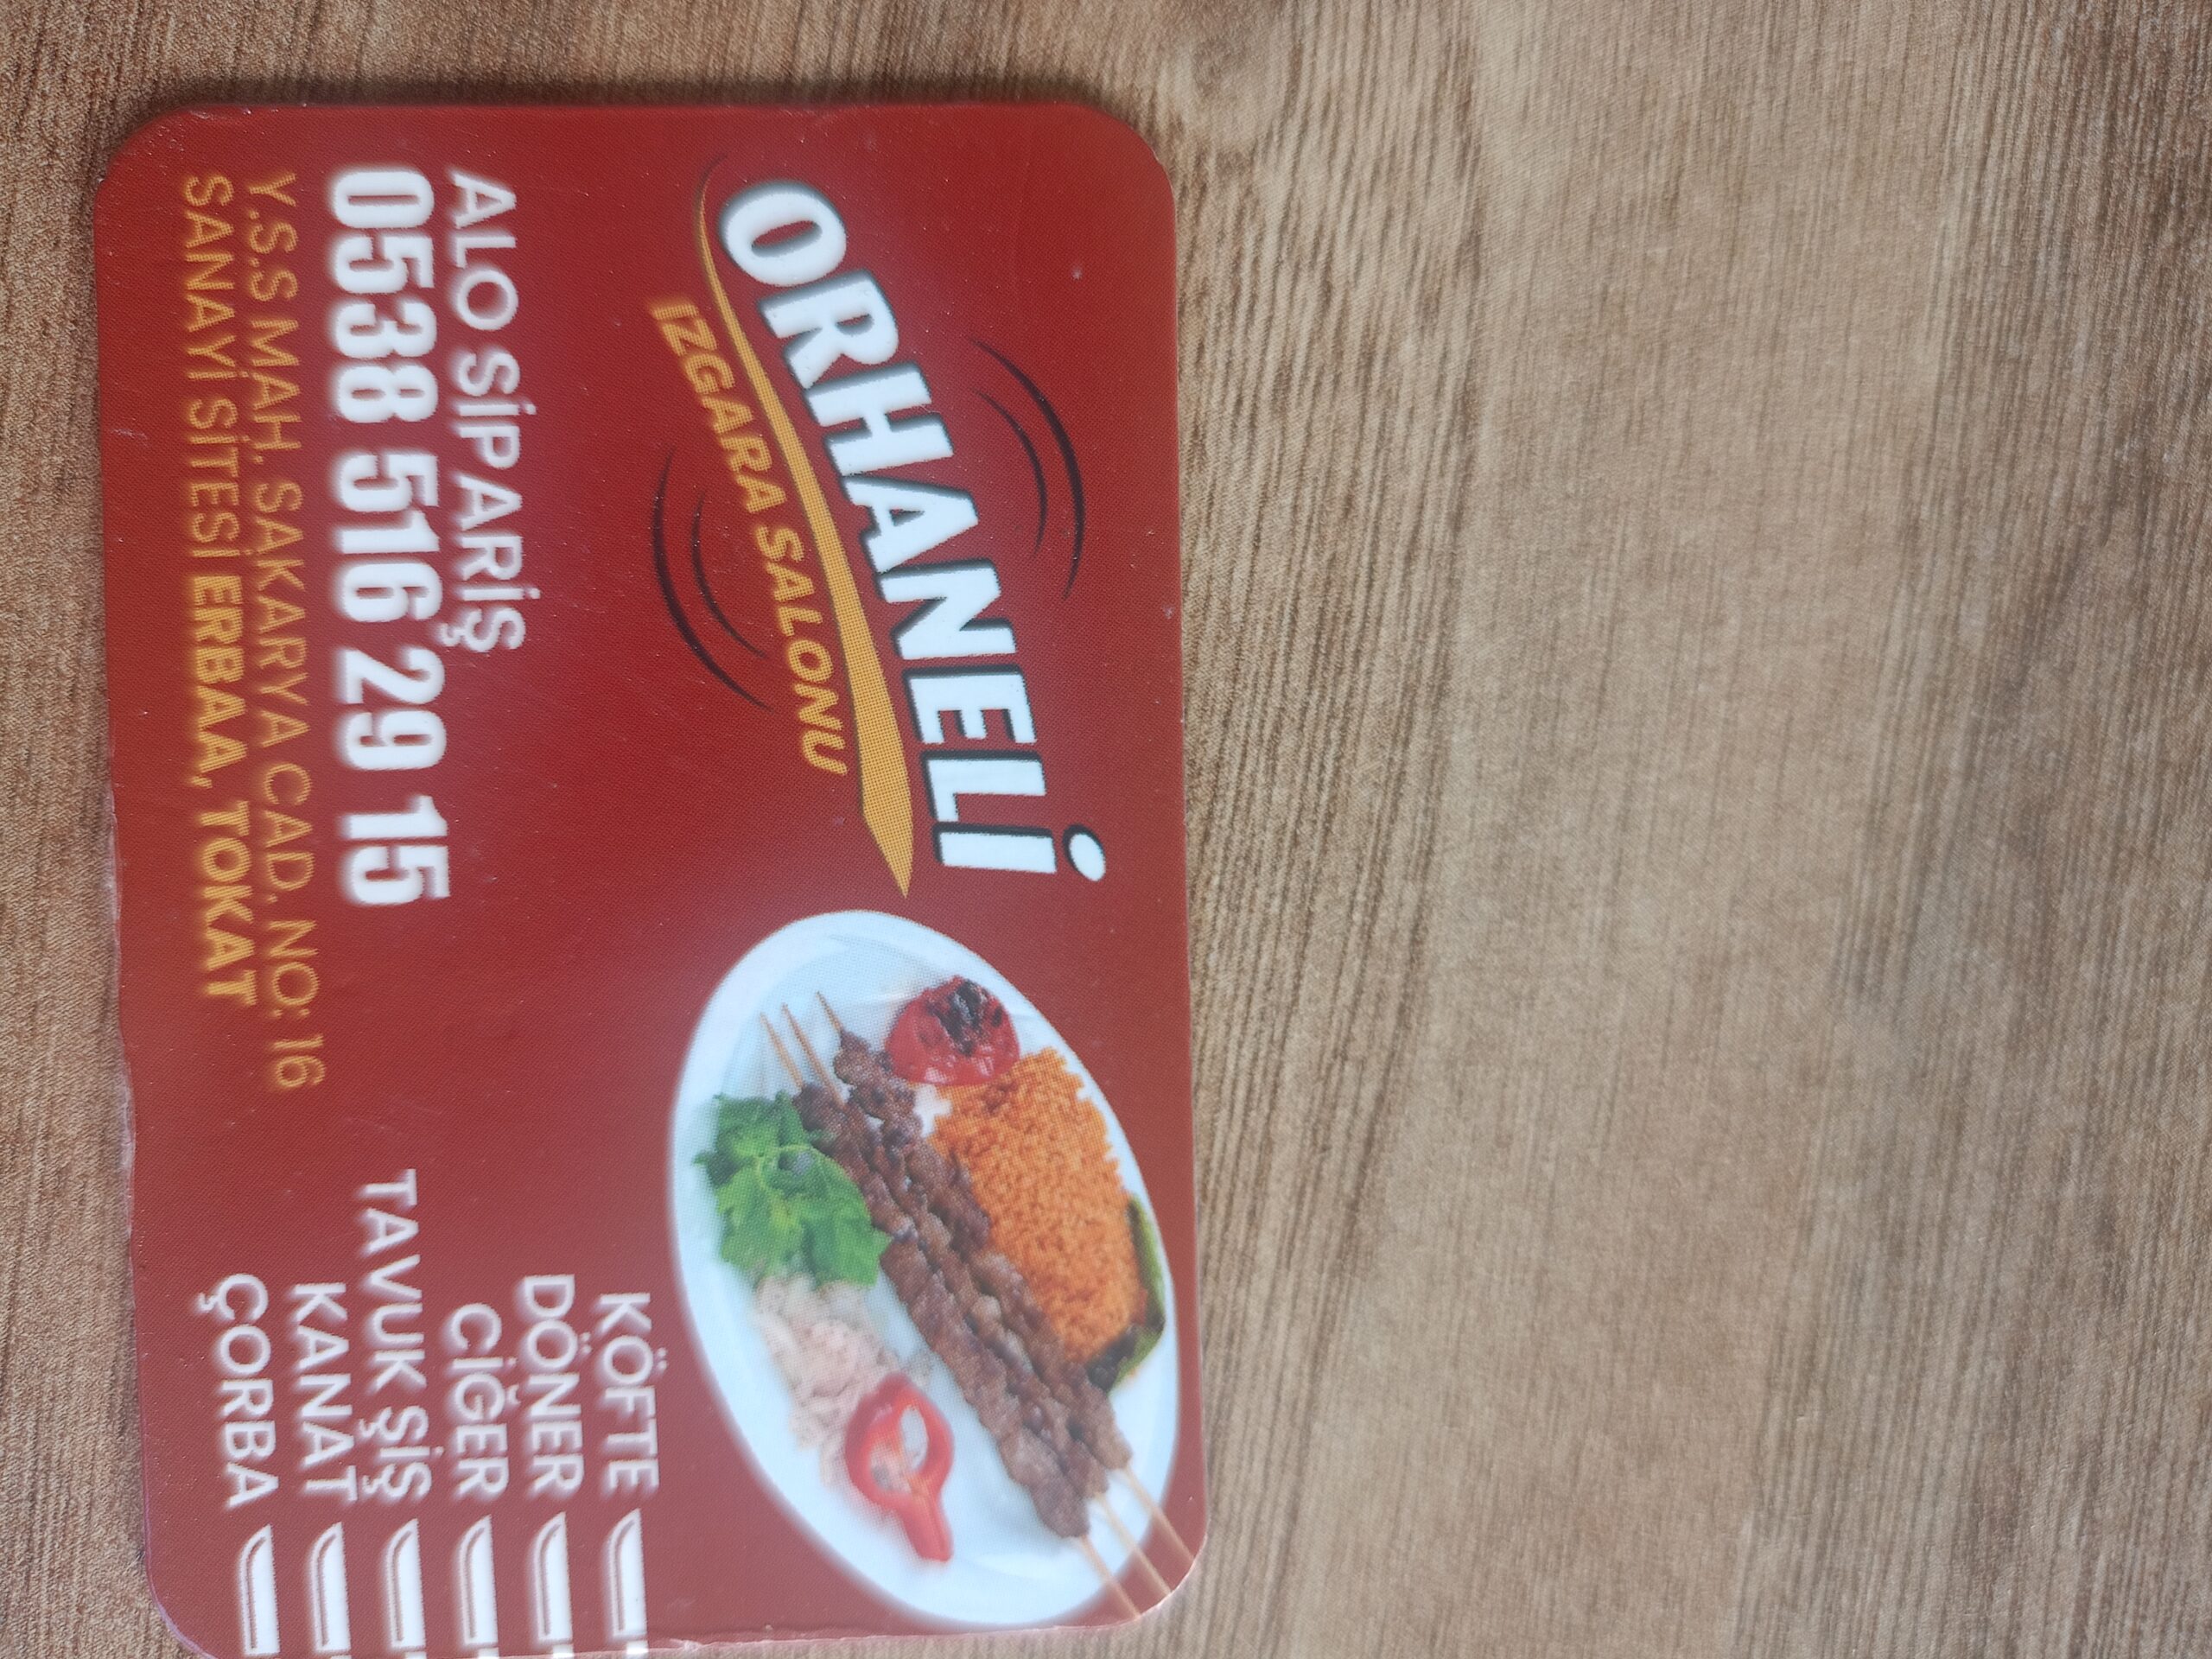 ORHANELİ
IZGARA SALONU
ALO SİPARİŞ
0538 516 29 15
Y.S.S MAH. SAKARYA CAD. NO: 16
SANAYİ SİTESİ ERBAA, TOKAT
KÖFTE
DÖNER
CİĞER
TAVUK ŞİŞ
KANAT
ÇORBA